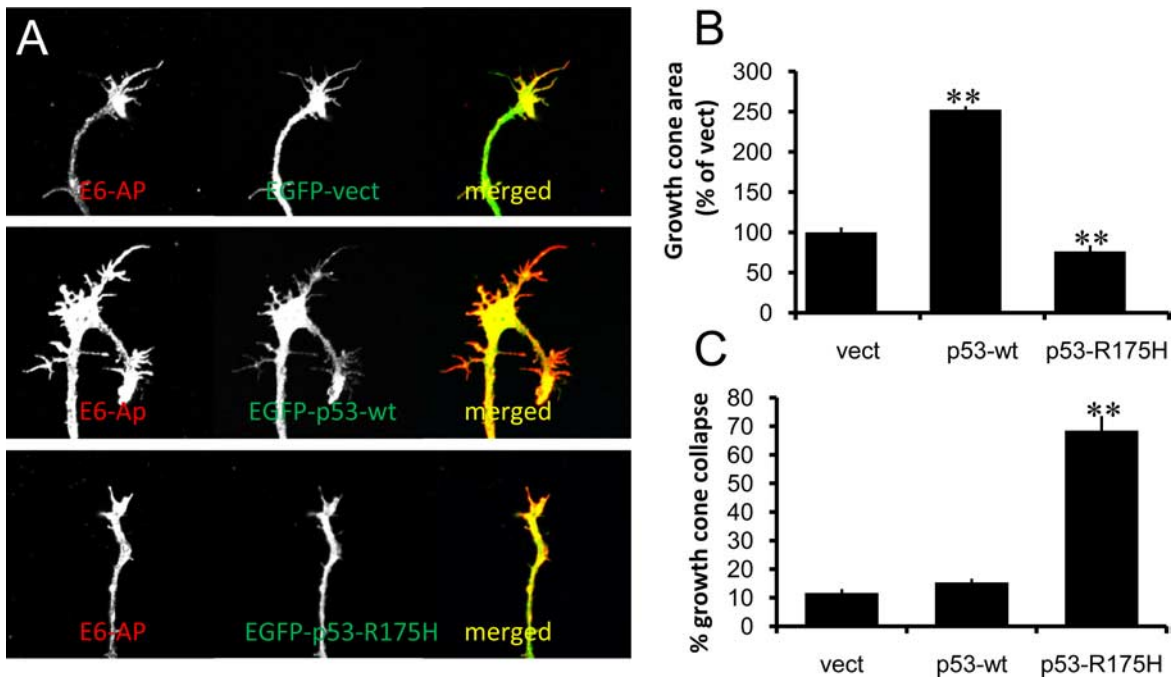 A
E6-AP EGFP-vect merged
E6-Ap EGFP-p53-wt merged
E6-AP EGFP-p53-R175H merged
B
Growth cone area
(% of vect)
300
250
200
150
100
50
0
**
**
vect p53-wt p53-R175H
C
% growth cone collapse
80
70
60
50
40
30
20
10
0
**
vect p53-wt p53-R175H